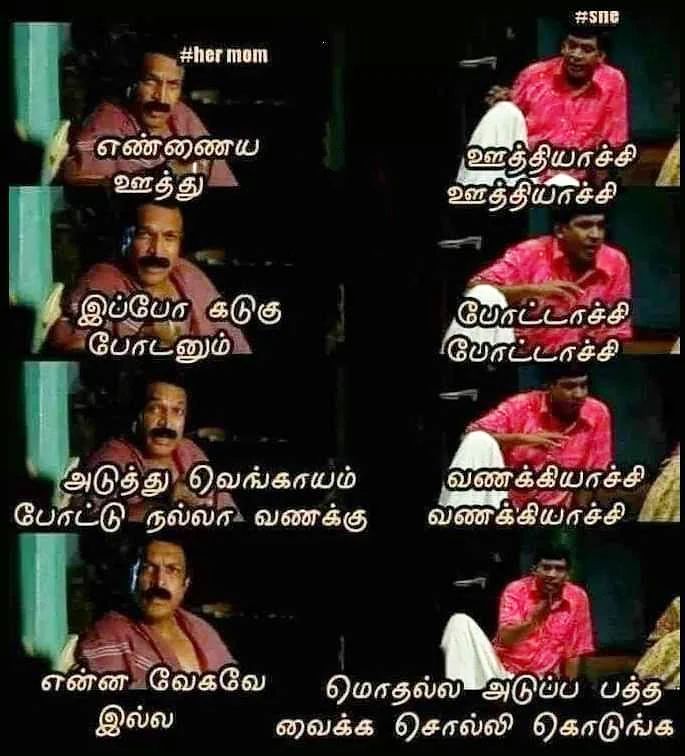 #sne
#her mom
எண்ணைய
ஊத்து
ஊத்தியாச்சி
ஊத்தியாச்சி
இப்போ கடுகு
போடனும்
போட்டாச்சி
போட்டாச்சி
அடுத்து வெங்காயம்
போட்டு நல்லா வணக்கு
வணக்கியாச்சி
வணக்கியாச்சி
என்ன வேகவே
இல்ல
மொதல்ல அடுப்ப பத்த
வைக்க சொல்லி கொடுங்க